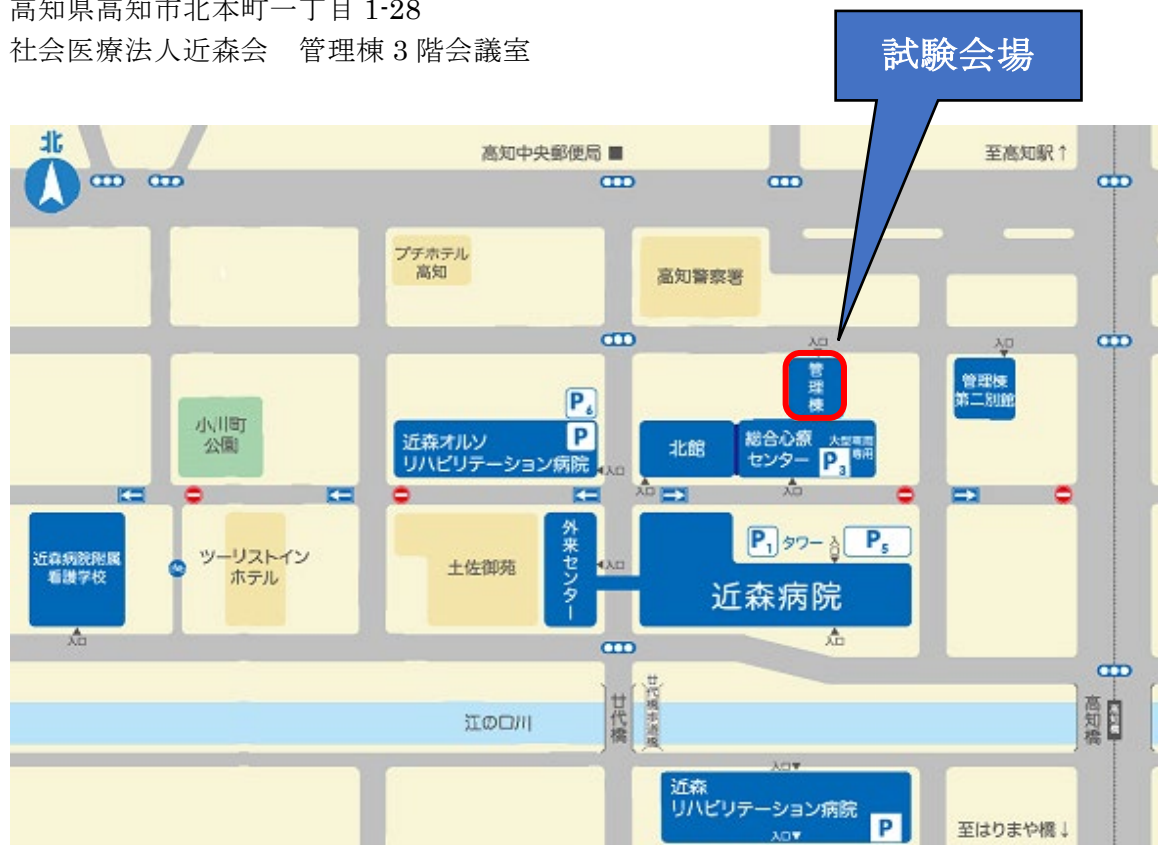 高知県高知市北本町一丁目 1-28
社会医療法人近森会　管理棟 3 階会議室
試験会場
北
高知中央郵便局 ■
至高知駅↑
プチホテル
高知
高知警察署
入口
入口
管理棟
管理棟
第二別館
小川町
公園
P6
P
近森オルソ
リハビリテーション病院
入口
北館
総合心療
センター
大型車両
専用
P3
入口
入口
近森病院附属
看護学校
入口
ツーリストイン
ホテル
土佐御苑
外来センター
入口
P1
タワー
入口
P5
近森病院
入口
江の口川
廿代橋
廿代橋歩道橋
高知橋
高知橋
入口▼
近森
リハビリテーション病院
P
入口▼
至はりまや橋↓